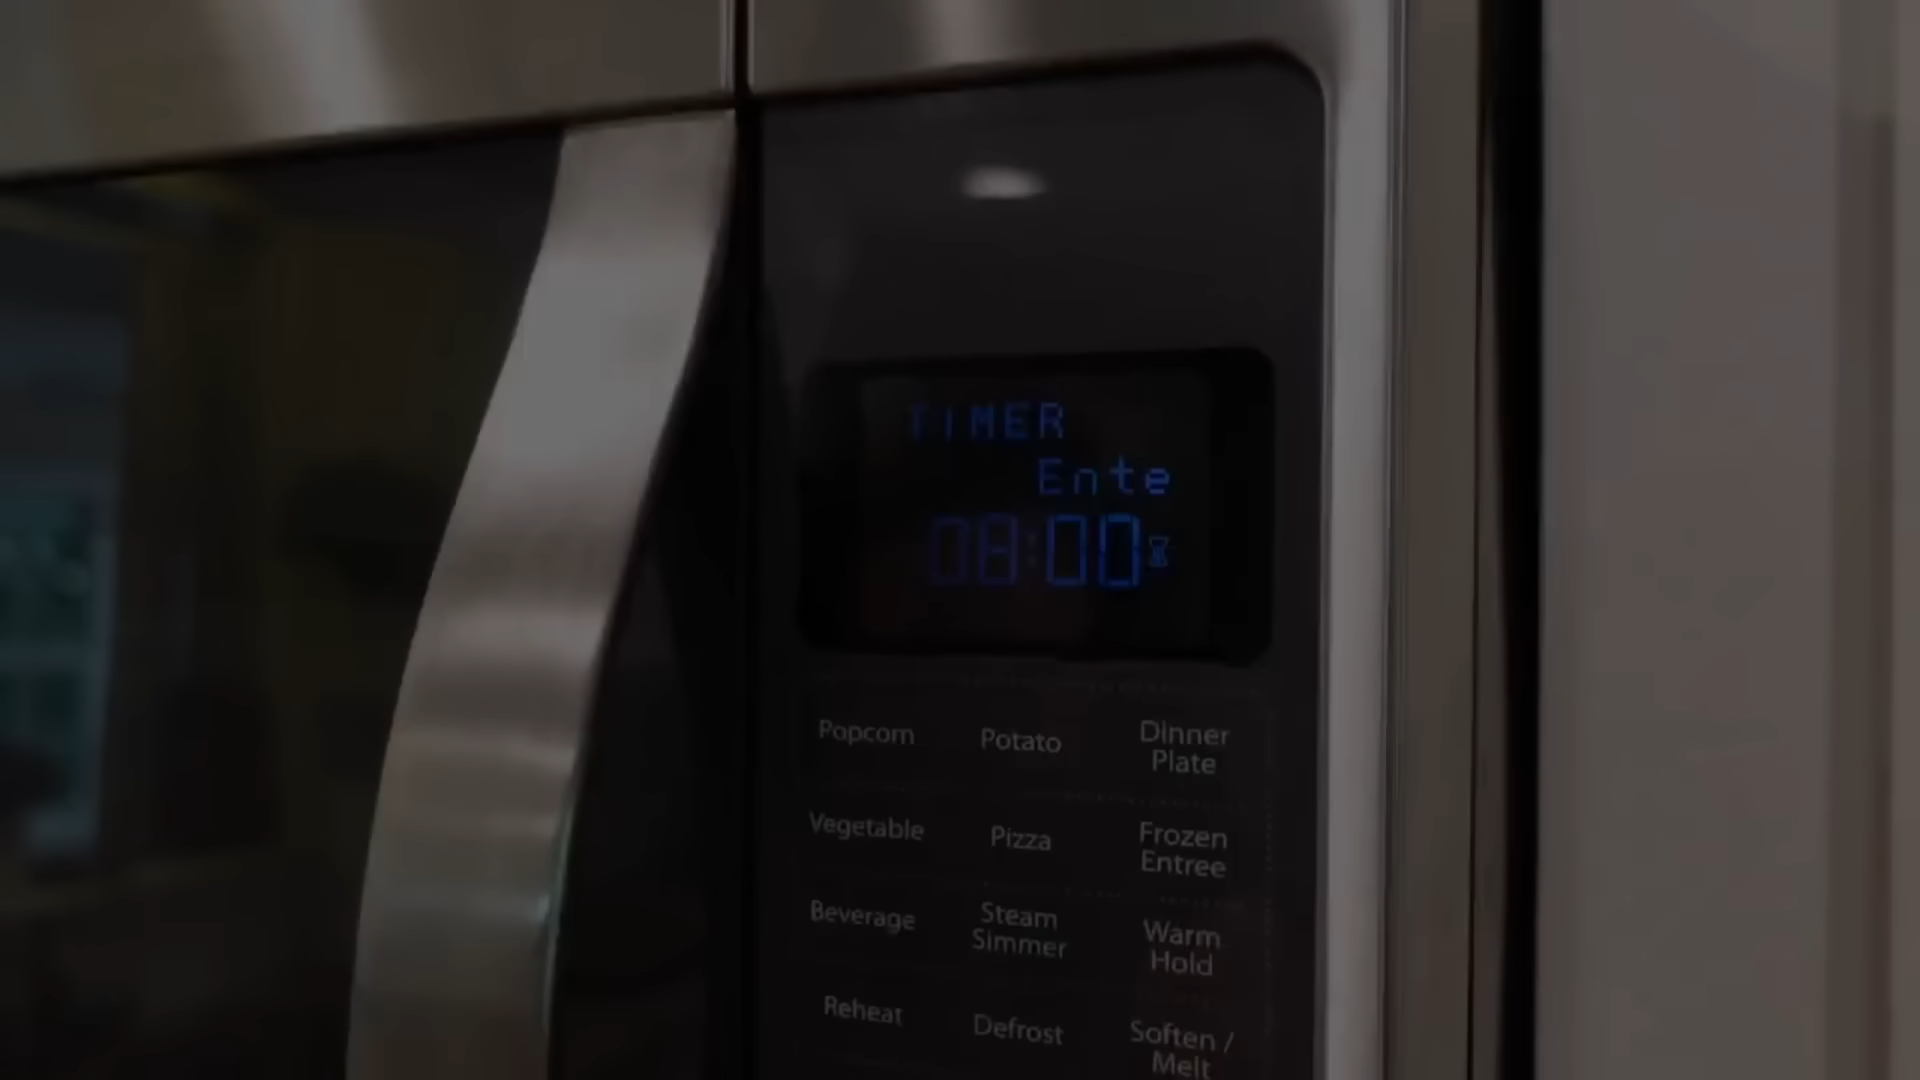 TIMER
Ente
08:00
Popcorn
Potato
Dinner
Plate
Vegetable
Pizza
Frozen
Entree
Beverage
Steam
Simmer
Warm
Hold
Reheat
Defrost
Soften /
Melt